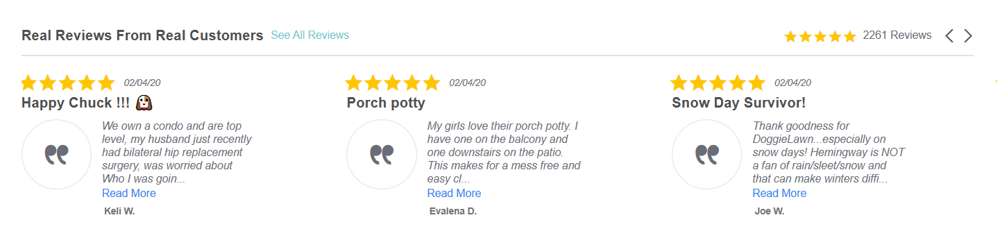 Real Reviews From Real Customers See All Reviews 2261 Reviews
02/04/20
Happy Chuck !!!
We own a condo and are top
level, my husband just recently
had bilateral hip replacement
surgery, was worried about
Who I was goin...
Read More
Keli W.
02/04/20
Porch potty
My girls love their porch potty. I
have one on the balcony and
one downstairs on the patio.
This makes for a mess free and
easy cl...
Read More
Evalena D.
02/04/20
Snow Day Survivor!
Thank goodness for
DoggieLawn...especially on
snow days! Hemingway is NOT
a fan of rain/sleet/snow and
that can make winters diffi...
Read More
Joe W.